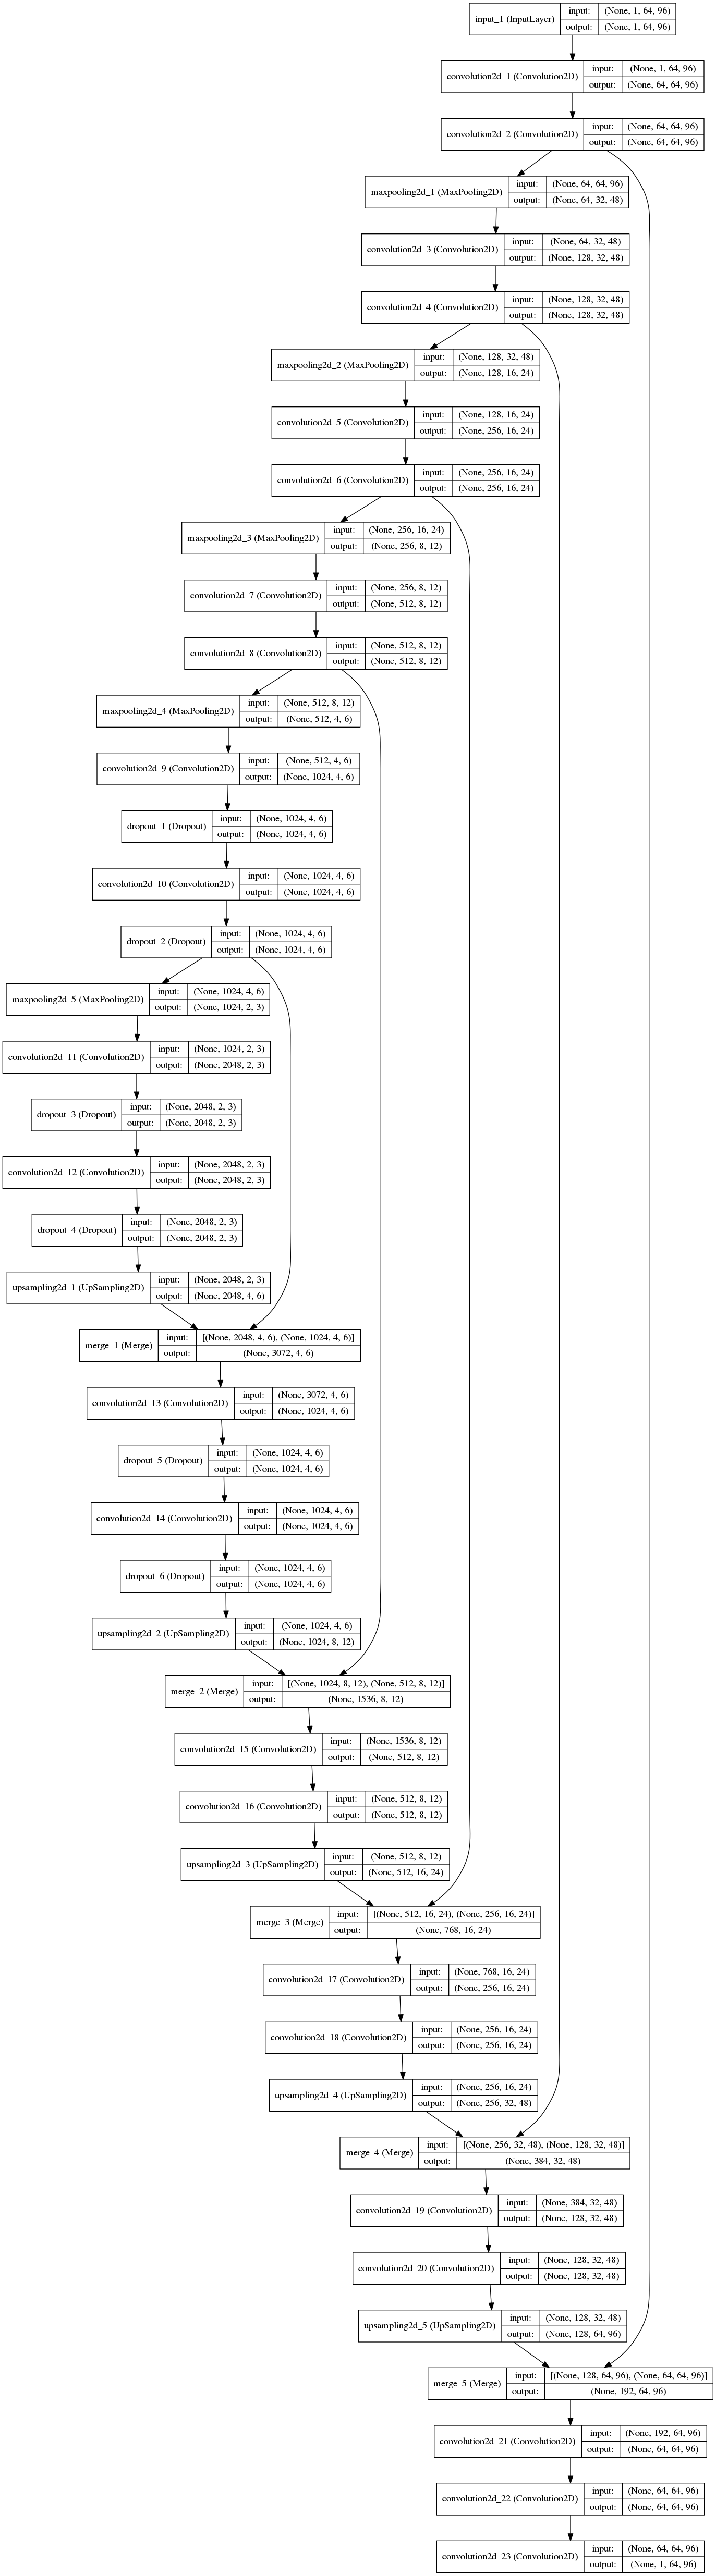 input_1 (InputLayer) input: (None, 1, 64, 96)
output: (None, 1, 64, 96)
convolution2d_1 (Convolution2D) input: (None, 1, 64, 96)
output: (None, 64, 64, 96)
convolution2d_2 (Convolution2D) input: (None, 64, 64, 96)
output: (None, 64, 64, 96)
maxpooling2d_1 (MaxPooling2D) input: (None, 64, 64, 96)
output: (None, 64, 32, 48)
convolution2d_3 (Convolution2D) input: (None, 64, 32, 48)
output: (None, 128, 32, 48)
convolution2d_4 (Convolution2D) input: (None, 128, 32, 48)
output: (None, 128, 32, 48)
maxpooling2d_2 (MaxPooling2D) input: (None, 128, 32, 48)
output: (None, 128, 16, 24)
convolution2d_5 (Convolution2D) input: (None, 128, 16, 24)
output: (None, 256, 16, 24)
convolution2d_6 (Convolution2D) input: (None, 256, 16, 24)
output: (None, 256, 16, 24)
maxpooling2d_3 (MaxPooling2D) input: (None, 256, 16, 24)
output: (None, 256, 8, 12)
convolution2d_7 (Convolution2D) input: (None, 256, 8, 12)
output: (None, 512, 8, 12)
convolution2d_8 (Convolution2D) input: (None, 512, 8, 12)
output: (None, 512, 8, 12)
maxpooling2d_4 (MaxPooling2D) input: (None, 512, 8, 12)
output: (None, 512, 4, 6)
convolution2d_9 (Convolution2D) input: (None, 512, 4, 6)
output: (None, 1024, 4, 6)
dropout_1 (Dropout) input: (None, 1024, 4, 6)
output: (None, 1024, 4, 6)
convolution2d_10 (Convolution2D) input: (None, 1024, 4, 6)
output: (None, 1024, 4, 6)
dropout_2 (Dropout) input: (None, 1024, 4, 6)
output: (None, 1024, 4, 6)
maxpooling2d_5 (MaxPooling2D) input: (None, 1024, 4, 6)
output: (None, 1024, 2, 3)
convolution2d_11 (Convolution2D) input: (None, 1024, 2, 3)
output: (None, 2048, 2, 3)
dropout_3 (Dropout) input: (None, 2048, 2, 3)
output: (None, 2048, 2, 3)
convolution2d_12 (Convolution2D) input: (None, 2048, 2, 3)
output: (None, 2048, 2, 3)
dropout_4 (Dropout) input: (None, 2048, 2, 3)
output: (None, 2048, 2, 3)
upsampling2d_1 (UpSampling2D) input: (None, 2048, 2, 3)
output: (None, 2048, 4, 6)
merge_1 (Merge) input: [(None, 2048, 4, 6), (None, 1024, 4, 6)]
output: (None, 3072, 4, 6)
convolution2d_13 (Convolution2D) input: (None, 3072, 4, 6)
output: (None, 1024, 4, 6)
dropout_5 (Dropout) input: (None, 1024, 4, 6)
output: (None, 1024, 4, 6)
convolution2d_14 (Convolution2D) input: (None, 1024, 4, 6)
output: (None, 1024, 4, 6)
dropout_6 (Dropout) input: (None, 1024, 4, 6)
output: (None, 1024, 4, 6)
upsampling2d_2 (UpSampling2D) input: (None, 1024, 4, 6)
output: (None, 1024, 8, 12)
merge_2 (Merge) input: [(None, 1024, 8, 12), (None, 512, 8, 12)]
output: (None, 1536, 8, 12)
convolution2d_15 (Convolution2D) input: (None, 1536, 8, 12)
output: (None, 512, 8, 12)
convolution2d_16 (Convolution2D) input: (None, 512, 8, 12)
output: (None, 512, 8, 12)
upsampling2d_3 (UpSampling2D) input: (None, 512, 8, 12)
output: (None, 512, 16, 24)
merge_3 (Merge) input: [(None, 512, 16, 24), (None, 256, 16, 24)]
output: (None, 768, 16, 24)
convolution2d_17 (Convolution2D) input: (None, 768, 16, 24)
output: (None, 256, 16, 24)
convolution2d_18 (Convolution2D) input: (None, 256, 16, 24)
output: (None, 256, 16, 24)
upsampling2d_4 (UpSampling2D) input: (None, 256, 16, 24)
output: (None, 256, 32, 48)
merge_4 (Merge) input: [(None, 256, 32, 48), (None, 128, 32, 48)]
output: (None, 384, 32, 48)
convolution2d_19 (Convolution2D) input: (None, 384, 32, 48)
output: (None, 128, 32, 48)
convolution2d_20 (Convolution2D) input: (None, 128, 32, 48)
output: (None, 128, 32, 48)
upsampling2d_5 (UpSampling2D) input: (None, 128, 32, 48)
output: (None, 128, 64, 96)
merge_5 (Merge) input: [(None, 128, 64, 96), (None, 64, 64, 96)]
output: (None, 192, 64, 96)
convolution2d_21 (Convolution2D) input: (None, 192, 64, 96)
output: (None, 64, 64, 96)
convolution2d_22 (Convolution2D) input: (None, 64, 64, 96)
output: (None, 64, 64, 96)
convolution2d_23 (Convolution2D) input: (None, 64, 64, 96)
output: (None, 1, 64, 96)